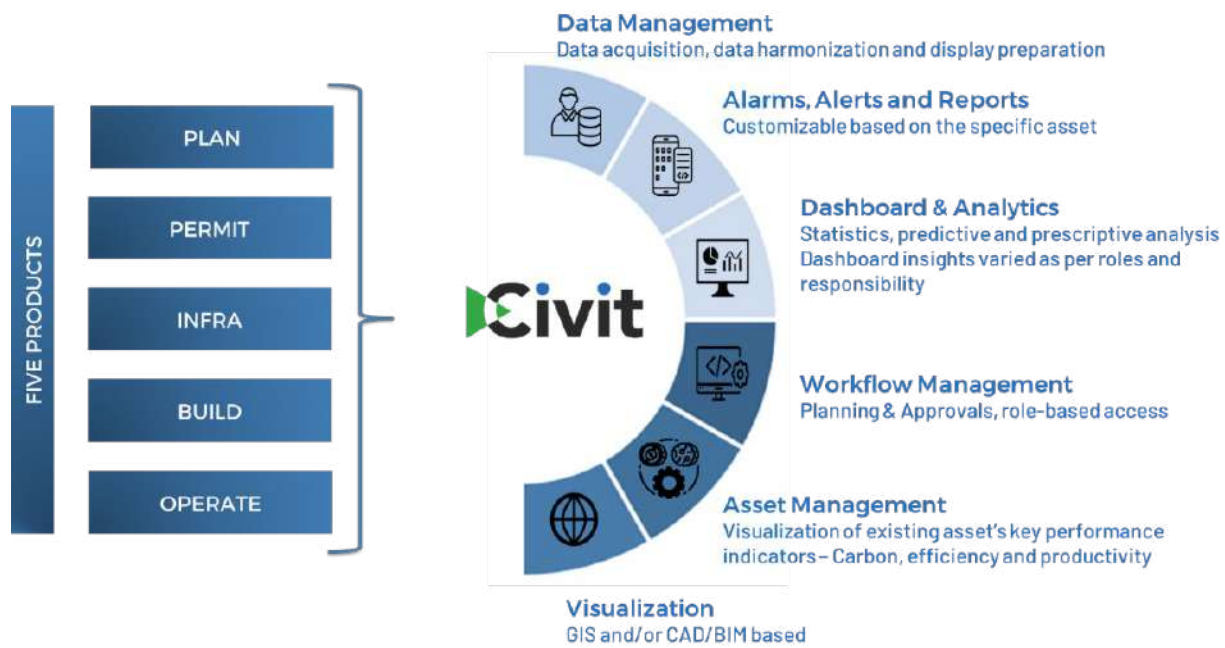 FIVE PRODUCTS
PLAN
PERMIT
INFRA
BUILD
OPERATE
Civit
Data Management
Data acquisition, data harmonization and display preparation
Alarms, Alerts and Reports
Customizable based on the specific asset
Dashboard & Analytics
Statistics, predictive and prescriptive analysis
Dashboard insights varied as per roles and
responsibility
Workflow Management
Planning & Approvals, role-based access
Asset Management
Visualization of existing asset's key performance
indicators– Carbon, efficiency and productivity
Visualization
GIS and/or CAD/BIM based